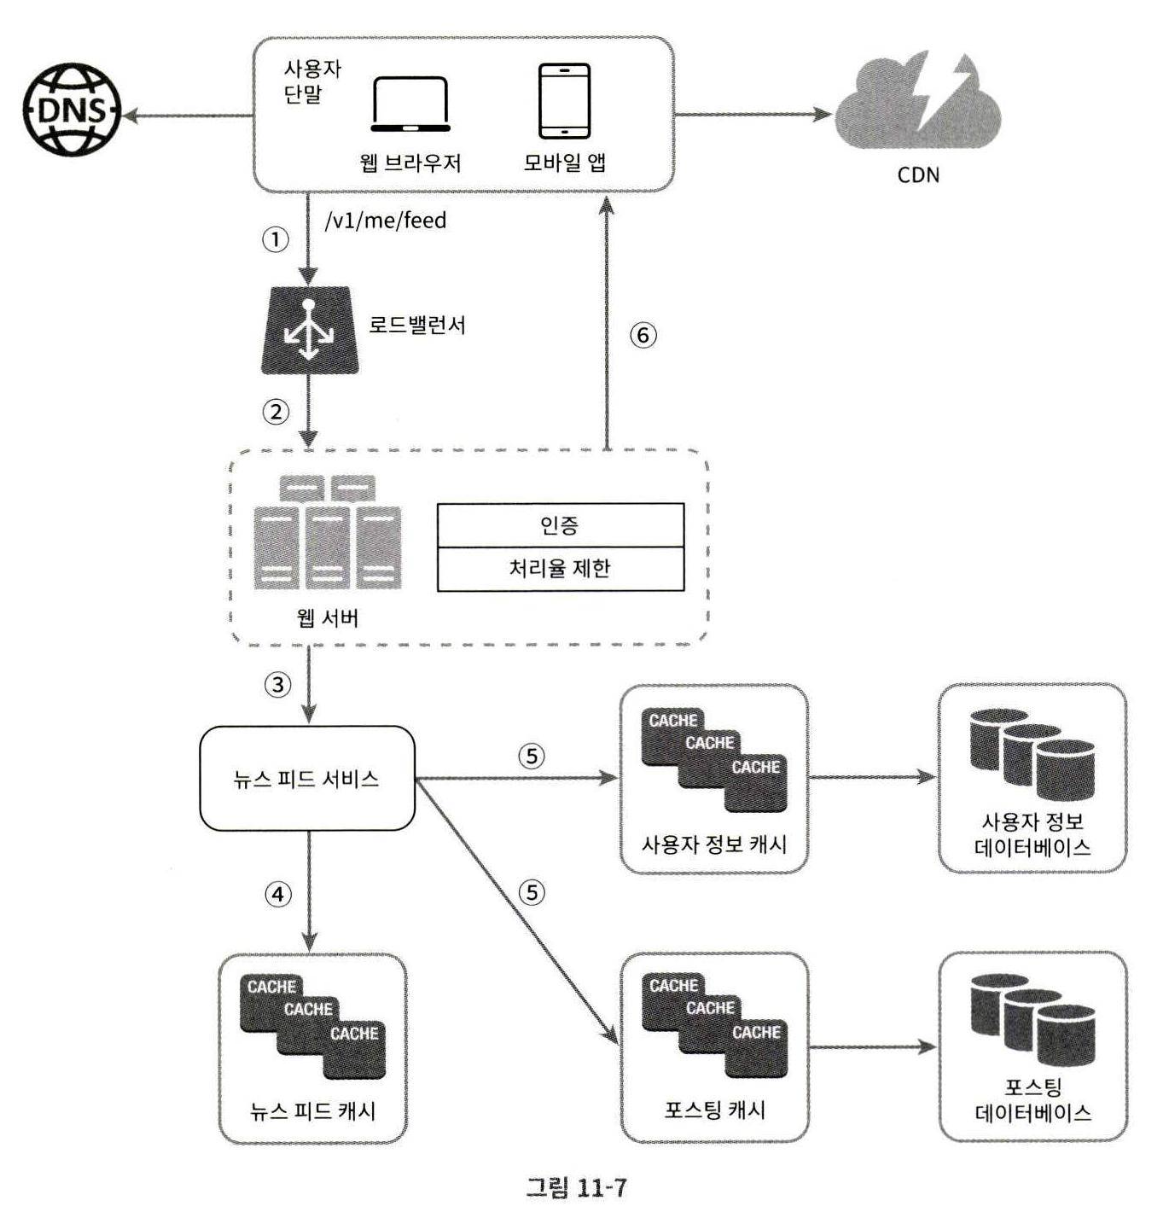 사용자
단말
DNS
웹 브라우저
모바일 앱
CDN
①
/v1/me/feed
로드밸런서
⑥
②
인증
처리율 제한
웹 서버
③
뉴스 피드 서비스
⑤
CACHE
CACHE
CACHE
사용자 정보 캐시
사용자 정보
데이터베이스
④
⑤
CACHE
CACHE
CACHE
뉴스 피드 캐시
CACHE
CACHE
CACHE
포스팅 캐시
포스팅
데이터베이스
그림 11-7